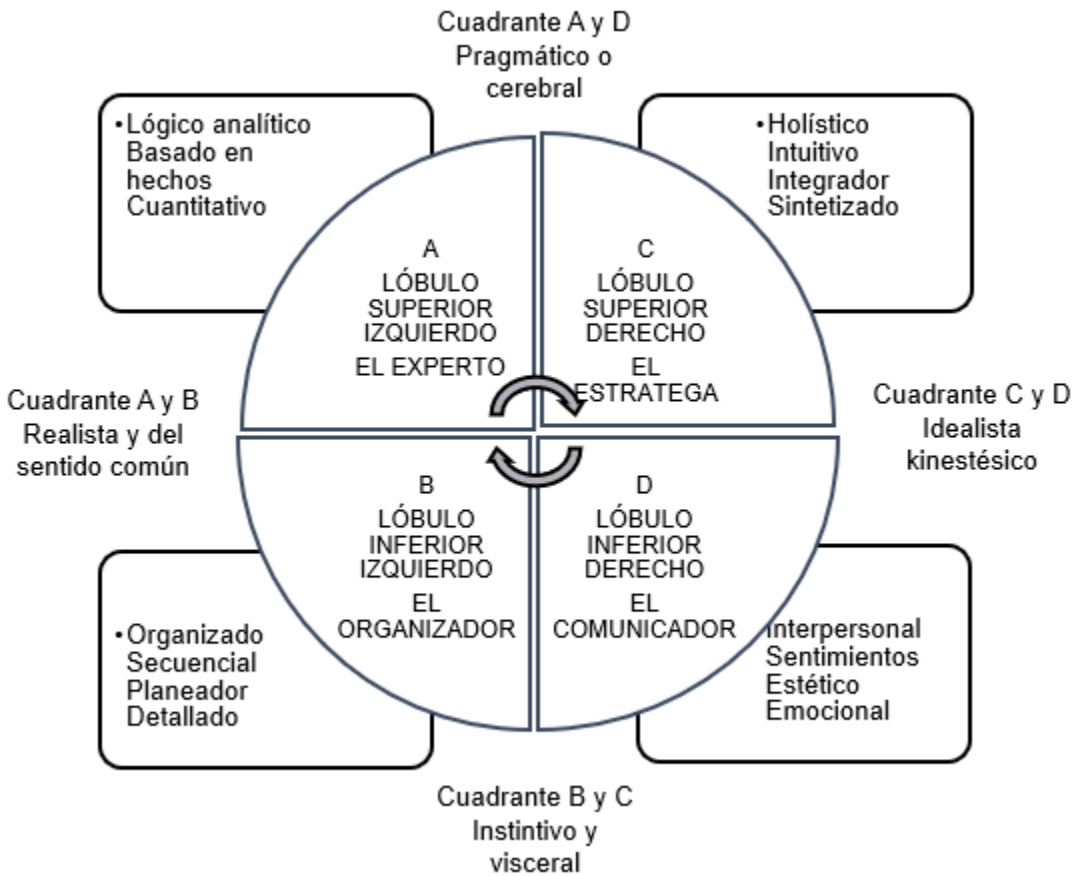 Cuadrante A y D
Pragmático o
cerebral
•Lógico analítico
Basado en
hechos
Cuantitativo
•Holístico
Intuitivo
Integrador
Sintetizado
A
LÓBULO
SUPERIOR
IZQUIERDO
EL EXPERTO
C
LÓBULO
SUPERIOR
DERECHO
EL
ESTRATEGA
Cuadrante A y B
Realista y del
sentido común
Cuadrante C y D
Idealista
kinestésico
B
LÓBULO
INFERIOR
IZQUIERDO
EL
ORGANIZADOR
D
LÓBULO
INFERIOR
DERECHO
EL
COMUNICADOR
•Organizado
Secuencial
Planeador
Detallado
Interpersonal
Sentimientos
Estético
Emocional
Cuadrante B y C
Instintivo y
visceral